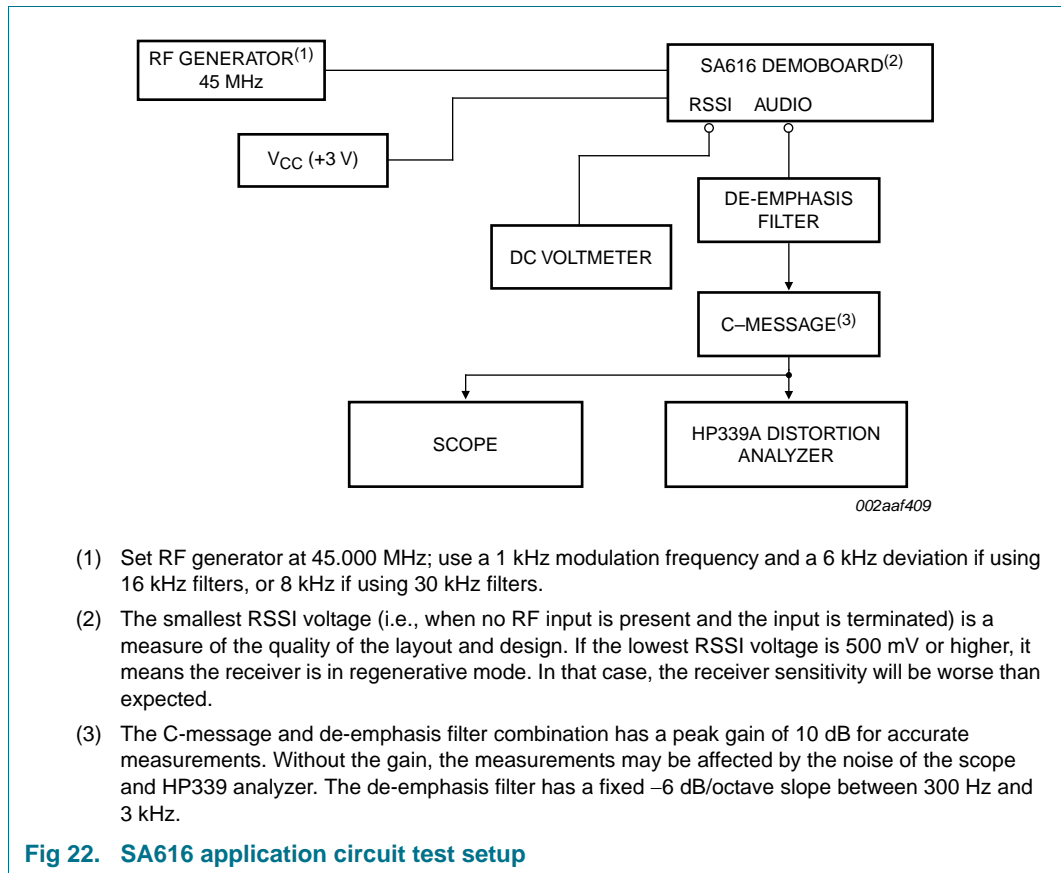 RF GENERATOR(1)
45 MHz
SA616 DEMOBOARD(2)
RSSI AUDIO
VCC (+3 V)
DE-EMPHASIS
FILTER
DC VOLTMETER
C–MESSAGE(3)
SCOPE
HP339A DISTORTION
ANALYZER
002aaf409
(1) Set RF generator at 45.000 MHz; use a 1 kHz modulation frequency and a 6 kHz deviation if using
16 kHz filters, or 8 kHz if using 30 kHz filters.
(2) The smallest RSSI voltage (i.e., when no RF input is present and the input is terminated) is a
measure of the quality of the layout and design. If the lowest RSSI voltage is 500 mV or higher, it
means the receiver is in regenerative mode. In that case, the receiver sensitivity will be worse than
expected.
(3) The C-message and de-emphasis filter combination has a peak gain of 10 dB for accurate
measurements. Without the gain, the measurements may be affected by the noise of the scope
and HP339 analyzer. The de-emphasis filter has a fixed −6 dB/octave slope between 300 Hz and
3 kHz.
Fig 22. SA616 application circuit test setup